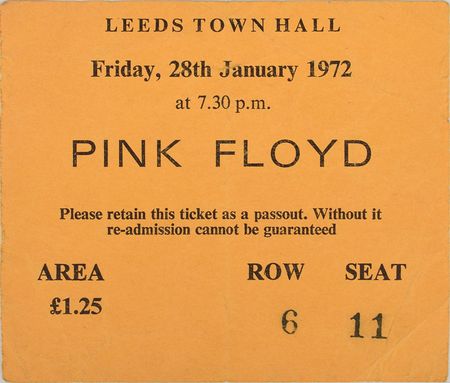 LEEDS TOWN HALL
Friday, 28th January 1972
at 7.30 p.m.
PINK FLOYD
Please retain this ticket as a passout. Without it
re-admission cannot be guaranteed
AREA ROW SEAT
£1.25 6 11